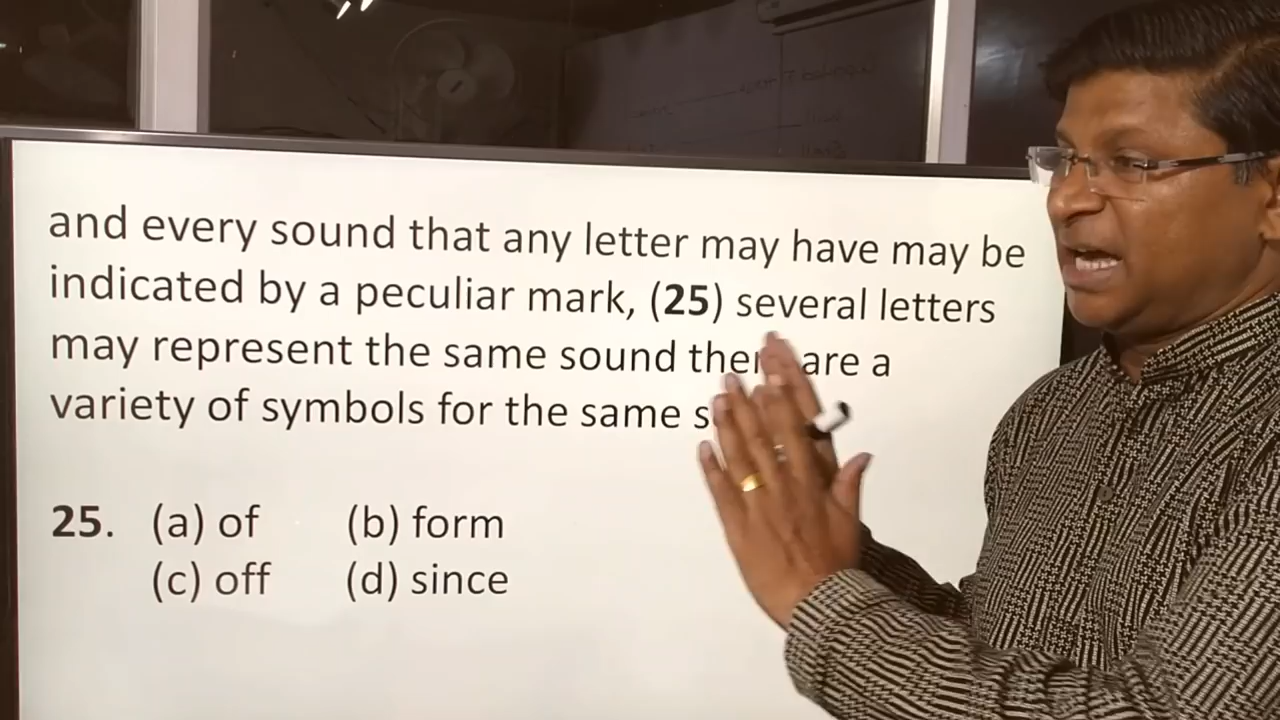 and every sound that any letter may have may be
indicated by a peculiar mark, (25) several letters
may represent the same sound are a
variety of symbols for the same
25. (a) of (b) form
(c) off (d) since